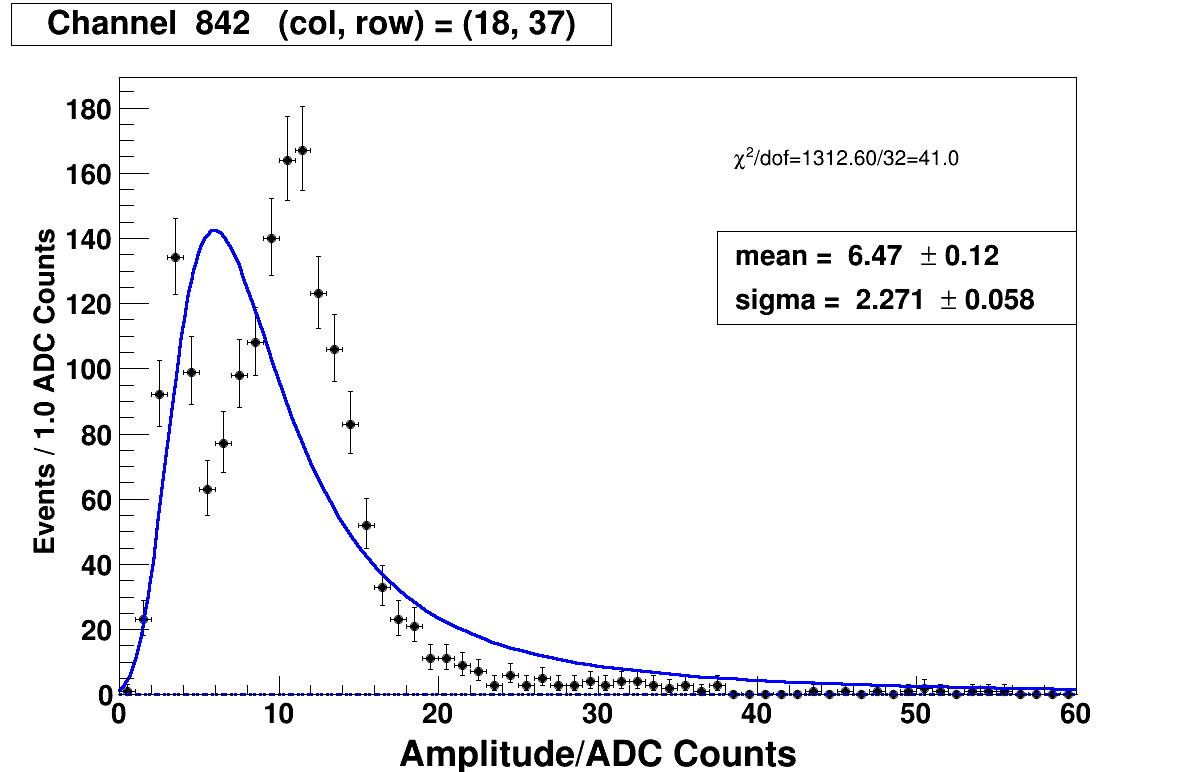 Channel  842   (col, row) = (18, 37)
180
160
140
120
100
80
60
40
20
0
Events / 1.0 ADC Counts
χ²/dof=1312.60/32=41.0
mean =  6.47  ± 0.12
sigma =  2.271  ± 0.058
0 10 20 30 40 50 60
Amplitude/ADC Counts